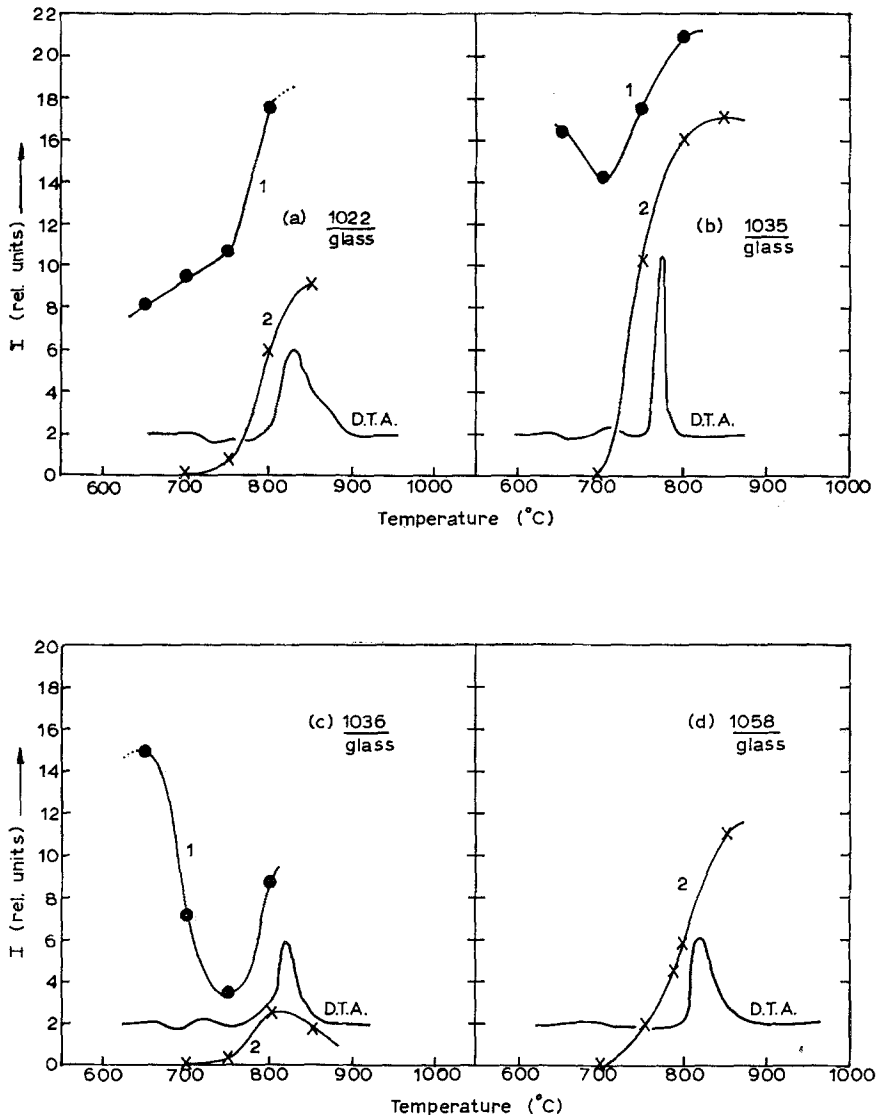 22
20
18
16
14
12
10
8
6
4
2
0
I (rel. units)
1
2
(a) 1022
glass
D.T.A.
1
2
(b) 1035
glass
D.T.A.
600 700 800 900 1000
600 700 800 900 1000
Temperature (°C)
20
18
16
14
12
10
8
6
4
2
0
I (rel. units)
1
2
(c) 1036
glass
D.T.A.
2
(d) 1058
glass
D.T.A.
600 700 800 900 1000
600 700 800 900 1000
Temperature (°C)